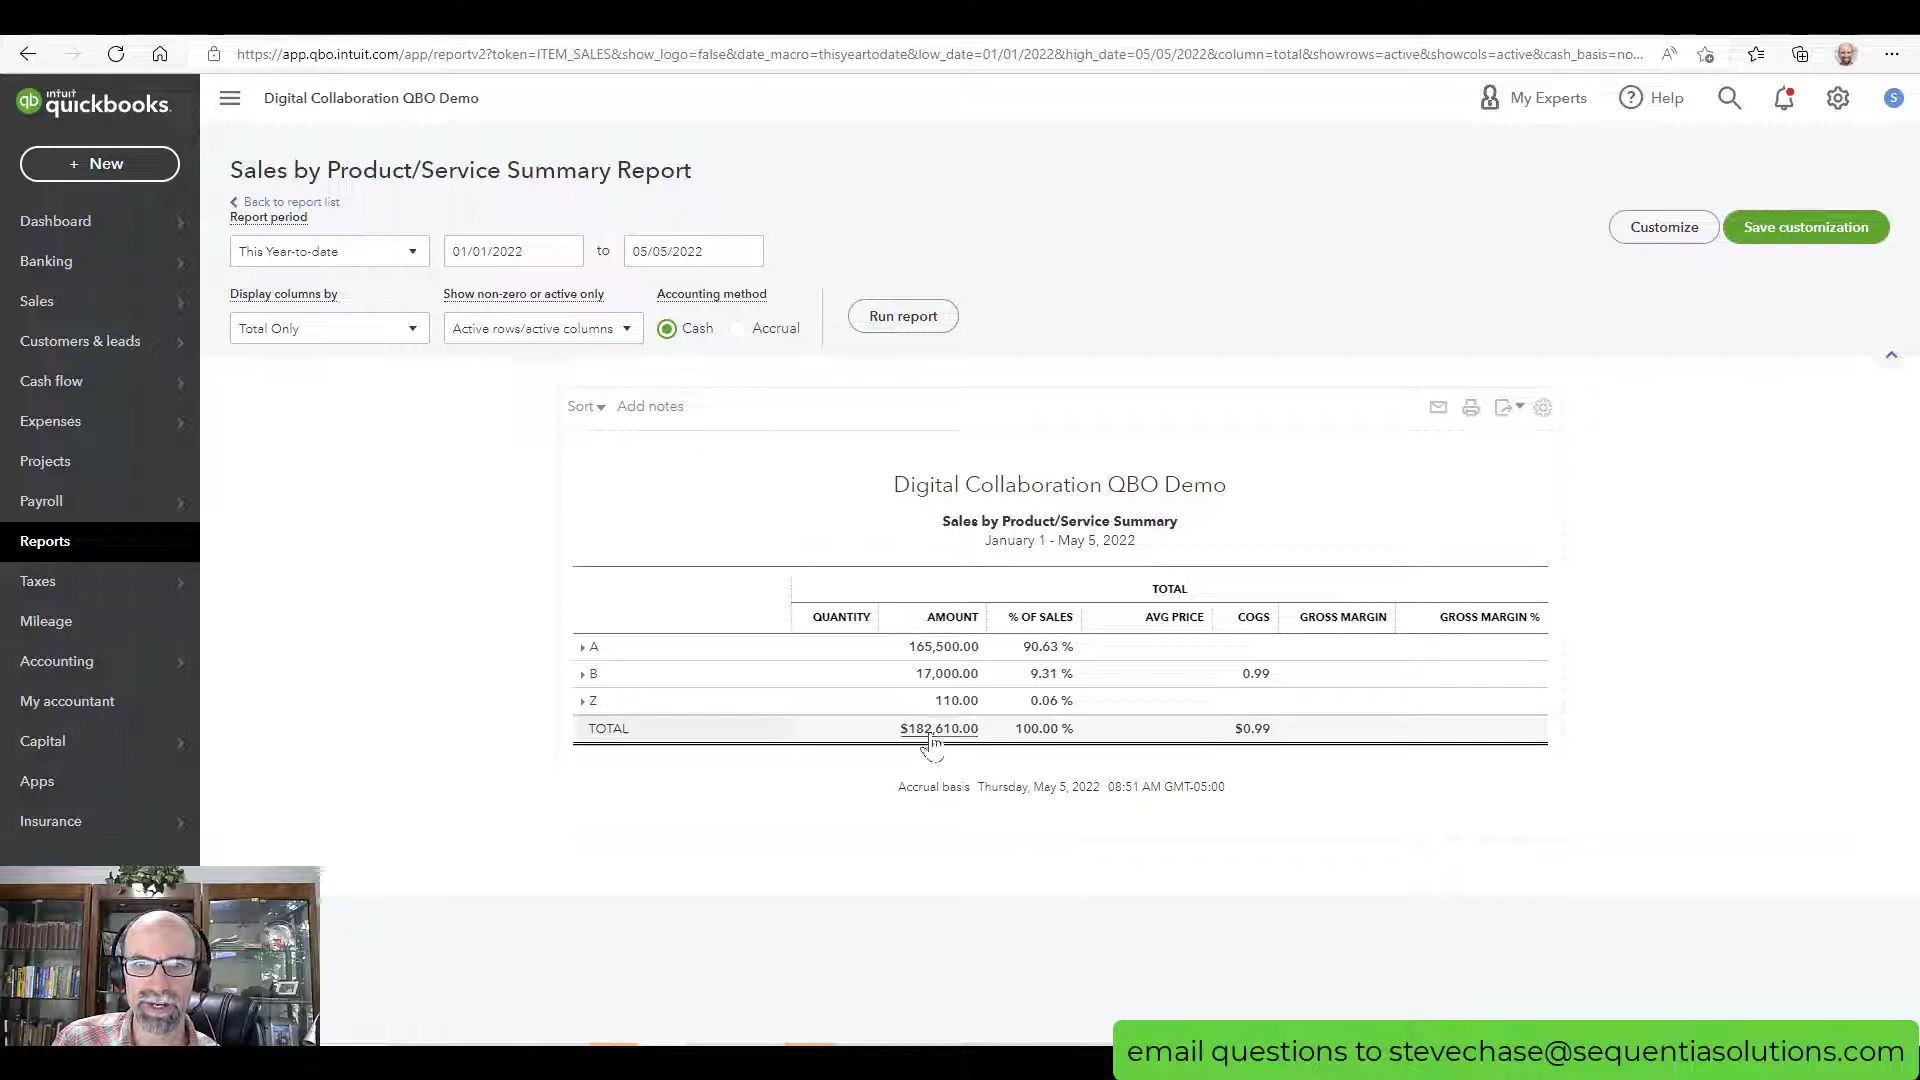 https://app.qbo.intuit.com/app/reportv2?token=ITEM_SALES&show_logo=false&date_macro=thisyeartodate&low_date=01/01/2022&high_date=05/05/2022&column=total&showrows=active&showcols=active&cash_basis=no...
intuit quickbooks.
Digital Collaboration QBO Demo
My Experts
Help
S
+ New
Dashboard
Banking
Sales
Customers & leads
Cash flow
Expenses
Projects
Payroll
Reports
Taxes
Mileage
Accounting
My accountant
Capital
Apps
Insurance
Sales by Product/Service Summary Report
Back to report list
Report period
This Year-to-date
01/01/2022 to 05/05/2022
Customize
Save customization
Display columns by
Show non-zero or active only
Accounting method
Total Only
Active rows/active columns
Cash
Accrual
Run report
Sort
Add notes
Digital Collaboration QBO Demo
Sales by Product/Service Summary
January 1 - May 5, 2022
TOTAL
QUANTITY AMOUNT % OF SALES AVG PRICE COGS GROSS MARGIN GROSS MARGIN %
A 165,500.00 90.63 %
B 17,000.00 9.31 % 0.99
Z 110.00 0.06 %
TOTAL $182,610.00 100.00 % $0.99
Accrual basis Thursday, May 5, 2022 08:51 AM GMT-05:00
email questions to stevechase@sequentiasolutions.com